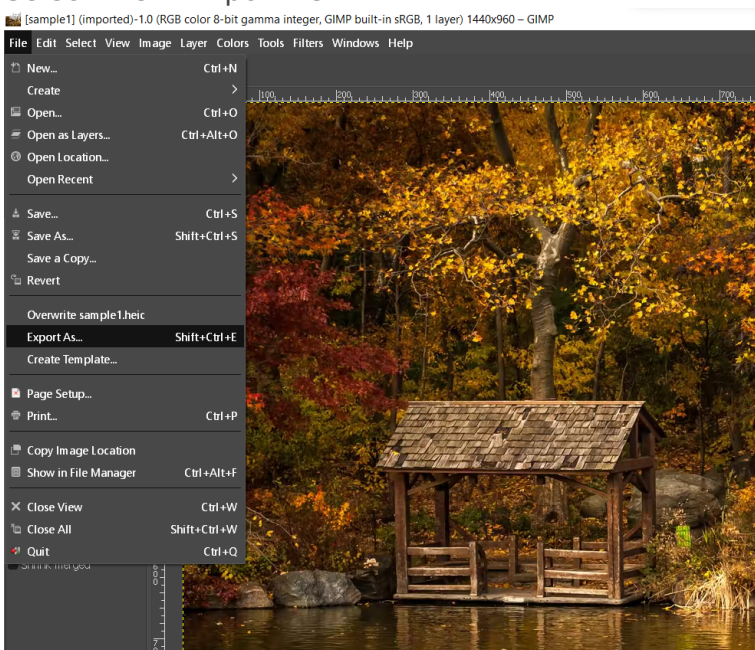 [sample1] (imported)-1.0 (RGB color 8-bit gamma integer, GIMP built-in sRGB, 1 layer) 1440x960 – GIMP
File Edit Select View Image Layer Colors Tools Filters Windows Help
New... Ctrl+N
Create >
Open... Ctrl+O
Open as Layers... Ctrl+Alt+O
Open Location...
Open Recent >
Save... Ctrl+S
Save As... Shift+Ctrl+S
Save a Copy...
Revert
Overwrite sample1.heic
Export As... Shift+Ctrl+E
Create Template...
Page Setup...
Print... Ctrl+P
Copy Image Location
Show in File Manager Ctrl+Alt+F
Close View Ctrl+W
Close All Shift+Ctrl+W
Quit Ctrl+Q
100 200 300 400 500 600 700
600
7